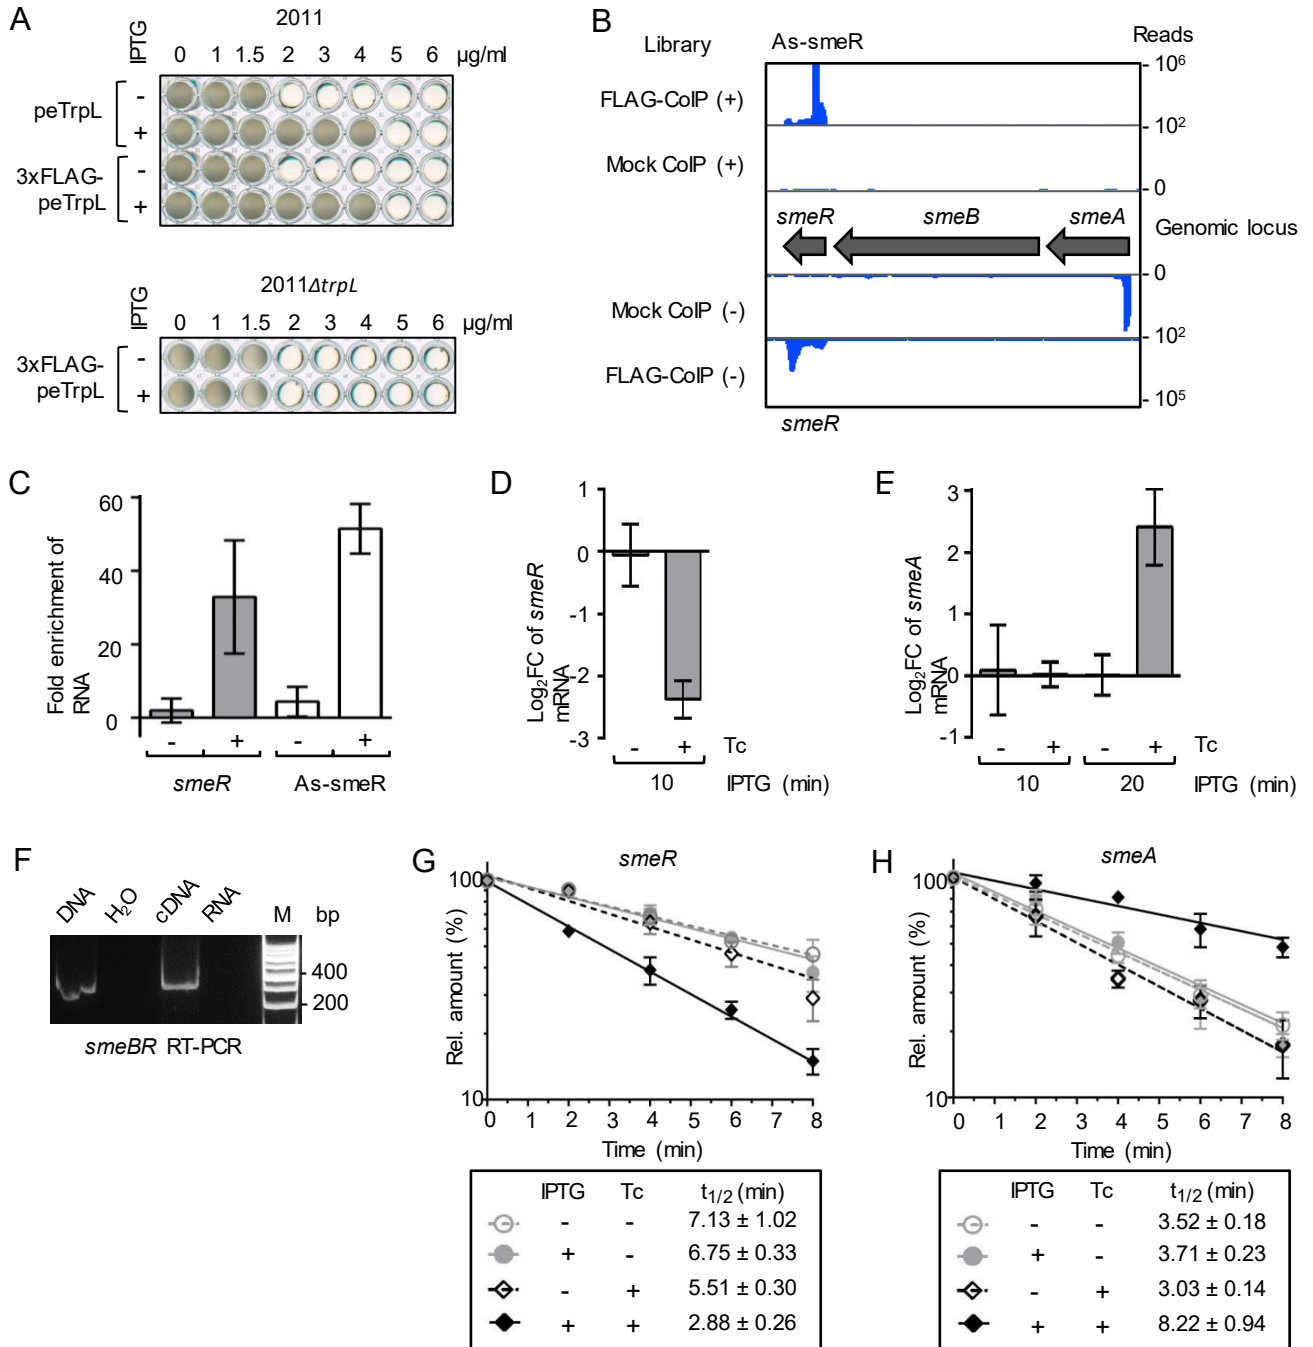 A
2011
IPTG
0 1 1.5 2 3 4 5 6 µg/ml
peTrpL
-
+
3xFLAG-
peTrpL
-
+
2011ΔtrpL
IPTG
0 1 1.5 2 3 4 5 6 µg/ml
3xFLAG-
peTrpL
-
+
B
Library As-smeR Reads
FLAG-CoIP (+)
10⁶
10²
Mock CoIP (+)
0
smeR smeB smeA
Genomic locus
0
Mock CoIP (-)
10²
FLAG-CoIP (-)
10⁵
smeR
C
Fold enrichment of
RNA
60
40
20
0
- + - +
smeR As-smeR
D
Log₂FC of smeR
mRNA
1
0
-1
-2
-3
- + Tc
10 IPTG (min)
E
Log₂FC of smeA
mRNA
3
2
1
0
-1
- + - + Tc
10 20 IPTG (min)
F
DNA H₂O cDNA RNA M bp
400
200
smeBR RT-PCR
G
smeR
Rel. amount (%)
100
10
0 1 2 3 4 5 6 7 8
Time (min)
IPTG Tc t1/2 (min)
- - 7.13 ± 1.02
+ - 6.75 ± 0.33
- + 5.51 ± 0.30
+ + 2.88 ± 0.26
H
smeA
Rel. amount (%)
100
10
0 1 2 3 4 5 6 7 8
Time (min)
IPTG Tc t1/2 (min)
- - 3.52 ± 0.18
+ - 3.71 ± 0.23
- + 3.03 ± 0.14
+ + 8.22 ± 0.94